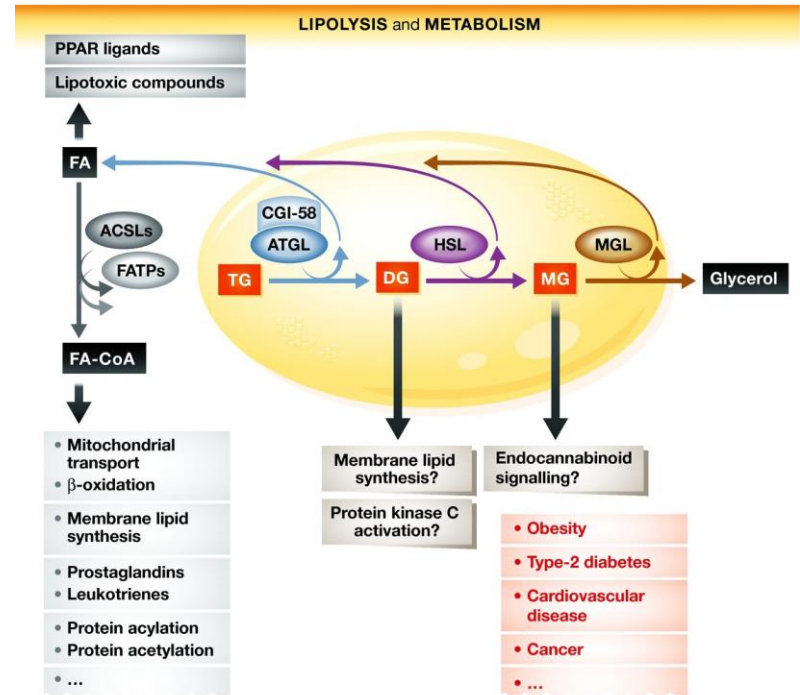 LIPOLYSIS and METABOLISM
PPAR ligands
Lipotoxic compounds
FA
ACSLs
FATPs
FA-CoA
CGI-58
ATGL
HSL
MGL
TG
DG
MG
Glycerol
• Mitochondrial
transport
• β-oxidation
• Membrane lipid
synthesis
• Prostaglandins
• Leukotrienes
• Protein acylation
• Protein acetylation
• ...
Membrane lipid
synthesis?
Protein kinase C
activation?
Endocannabinoid
signalling?
• Obesity
• Type-2 diabetes
• Cardiovascular
disease
• Cancer
• ...